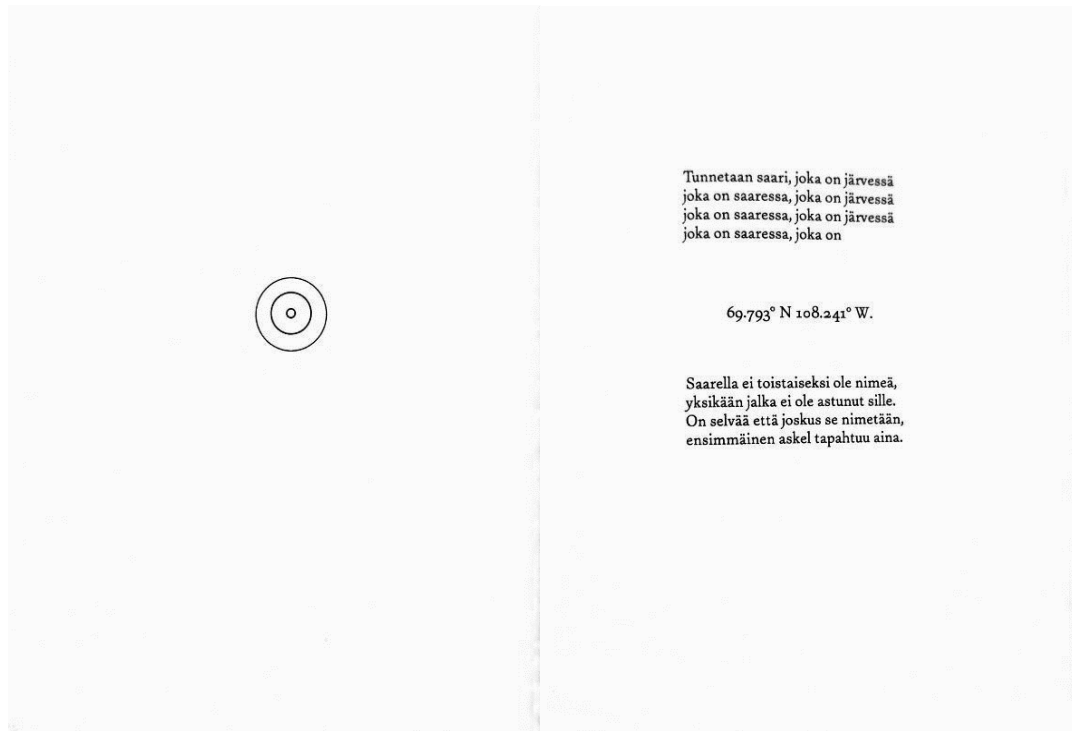 Tunnetaan saari, joka on järvessä
joka on saaressa, joka on järvessä
joka on saaressa, joka on järvessä
joka on saaressa, joka on
69.793° N 108.241° W.
Saarella ei toistaiseksi ole nimeä,
yksikään jalka ei ole astunut sille.
On selvää että joskus se nimetään,
ensimmäinen askel tapahtuu aina.